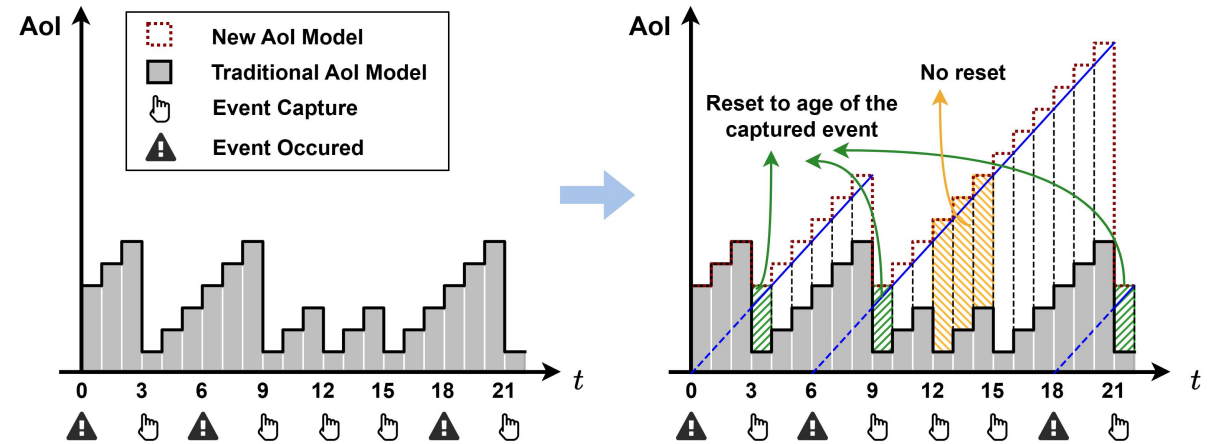 AoI
New AoI Model
Traditional AoI Model
Event Capture
Event Occured
t
0 3 6 9 12 15 18 21
AoI
No reset
Reset to age of the
captured event
t
0 3 6 9 12 15 18 21